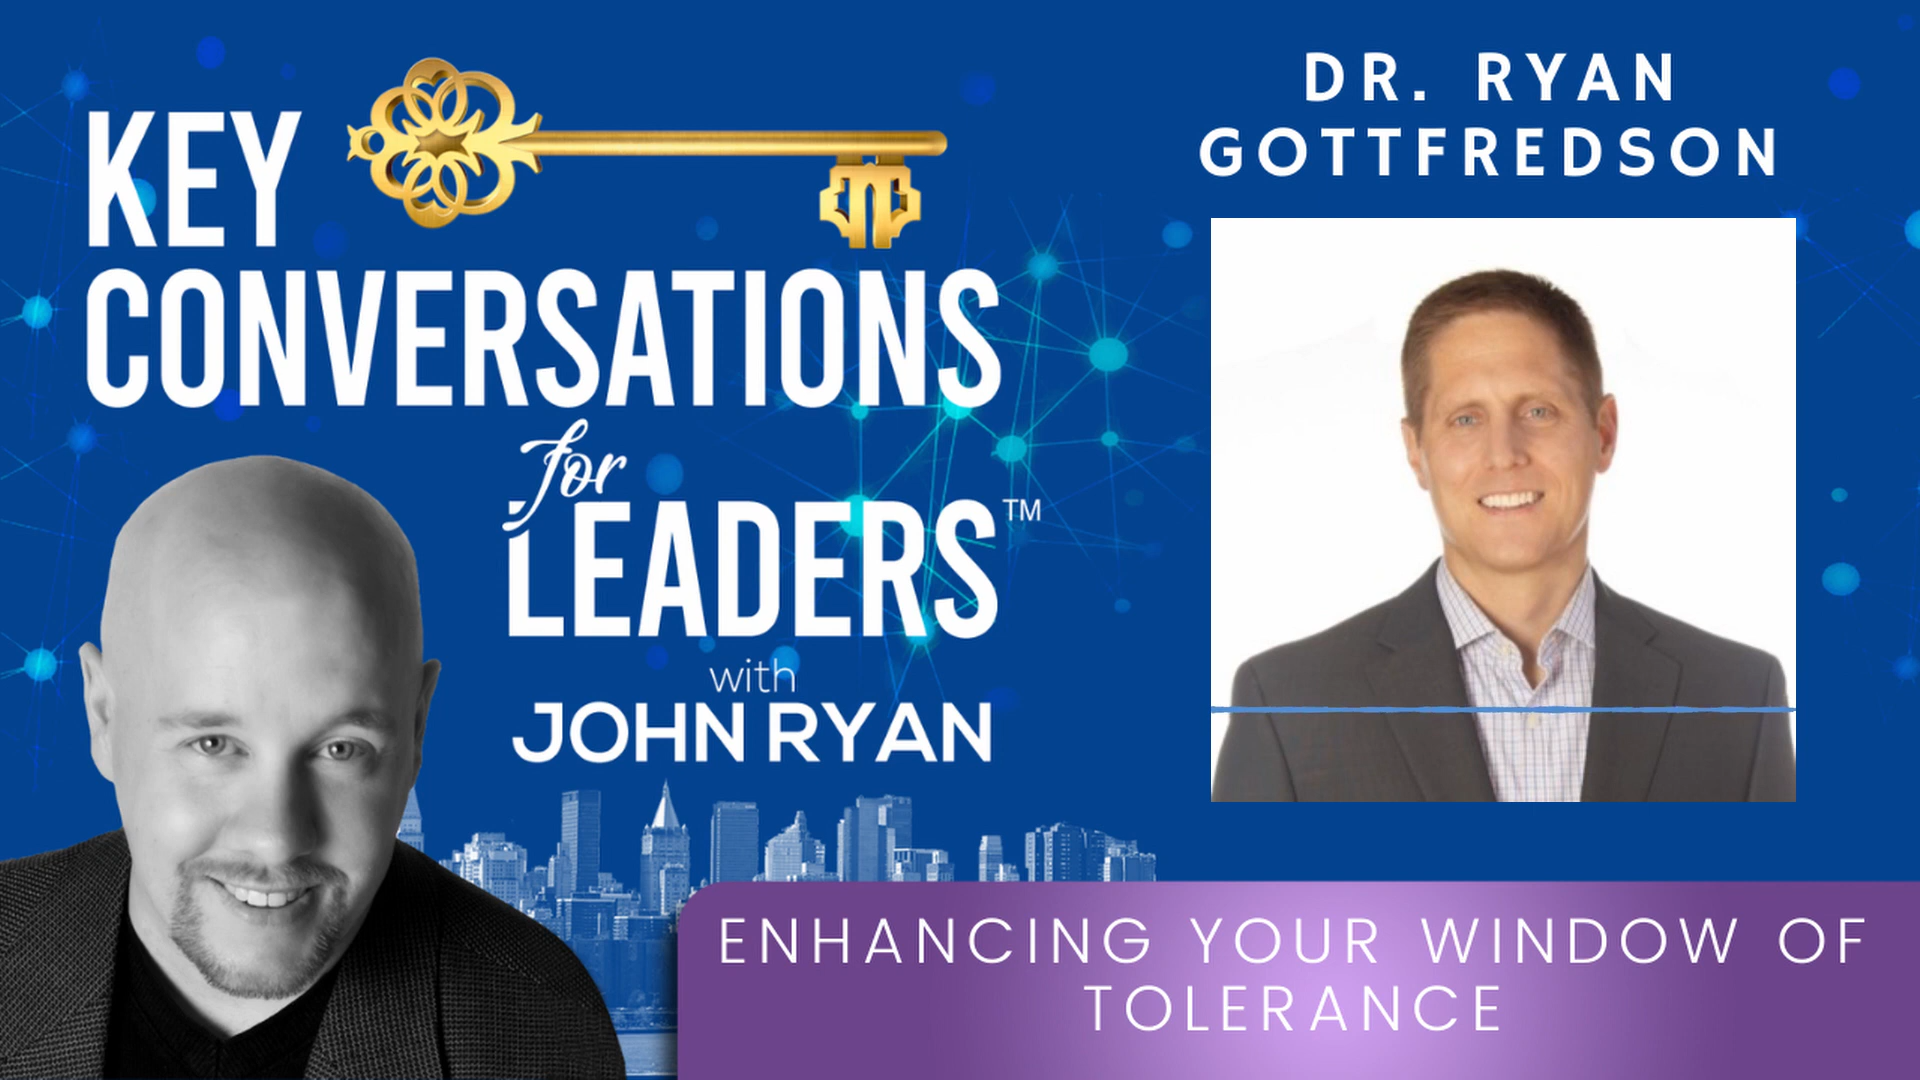 KEY
CONVERSATIONS
for
LEADERS™
with
JOHN RYAN
DR. RYAN
GOTTFREDSON
ENHANCING YOUR WINDOW OF
TOLERANCE